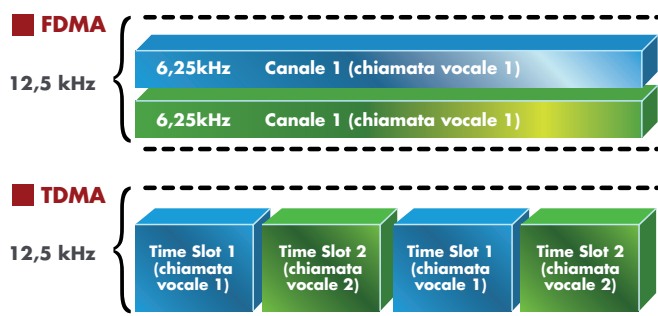 FDMA
12,5 kHz
6,25kHz Canale 1 (chiamata vocale 1)
6,25kHz Canale 1 (chiamata vocale 1)
TDMA
12,5 kHz
Time Slot 1
(chiamata
vocale 1)
Time Slot 2
(chiamata
vocale 2)
Time Slot 1
(chiamata
vocale 1)
Time Slot 2
(chiamata
vocale 2)